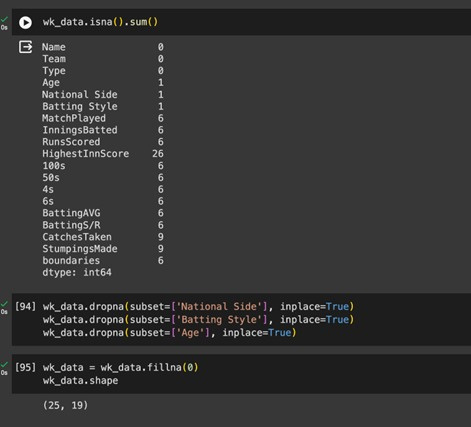 wk_data.isna().sum()
0s
Name 0
Team 0
Type 0
Age 1
National Side 1
Batting Style 1
MatchPlayed 6
InningsBatted 6
RunsScored 6
HighestInnScore 26
100s 6
50s 6
4s 6
6s 6
BattingAVG 6
BattingS/R 6
CatchesTaken 9
StumpingsMade 9
boundaries 6
dtype: int64
[94] wk_data.dropna(subset=['National Side'], inplace=True)
0s wk_data.dropna(subset=['Batting Style'], inplace=True)
wk_data.dropna(subset=['Age'], inplace=True)
[95] wk_data = wk_data.fillna(0)
0s wk_data.shape
(25, 19)